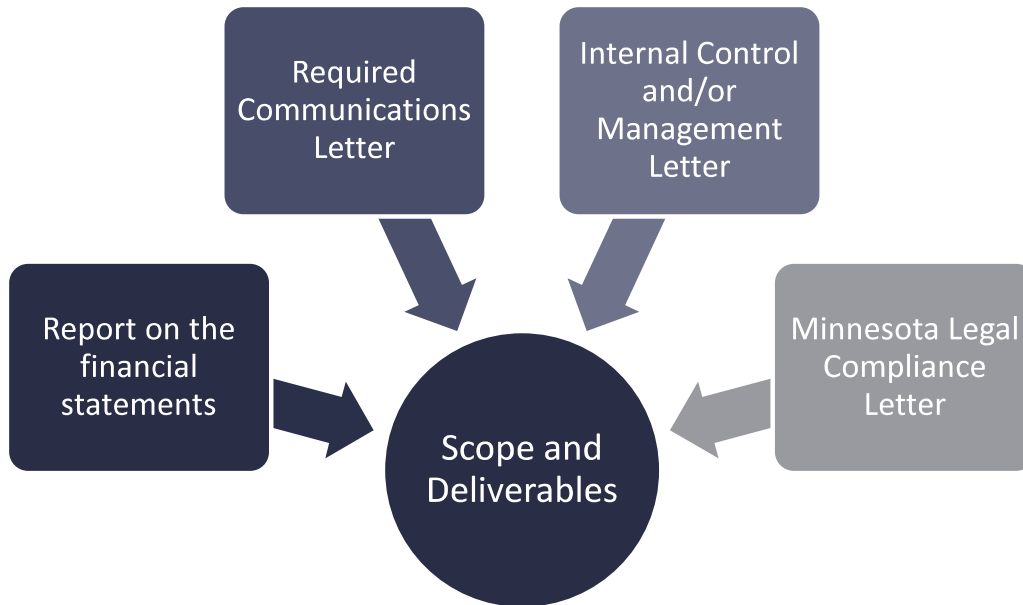 Required
Communications
Letter
Internal Control
and/or
Management
Letter
Report on the
financial
statements
Minnesota Legal
Compliance
Letter
Scope and
Deliverables